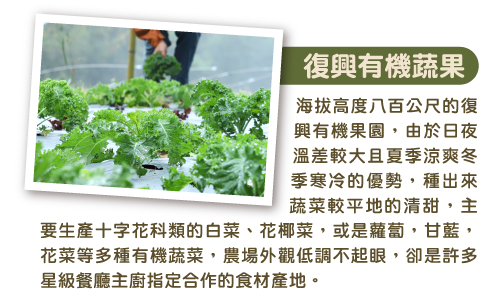 復興有機蔬果
海拔高度八百公尺的復
興有機果園，由於日夜
溫差較大且夏季涼爽冬
季寒冷的優勢，種出來
蔬菜較平地的清甜，主
要生產十字花科類的白菜、花椰菜，或是蘿蔔，甘藍，
花菜等多種有機蔬菜，農場外觀低調不起眼，卻是許多
星級餐廳主廚指定合作的食材產地。